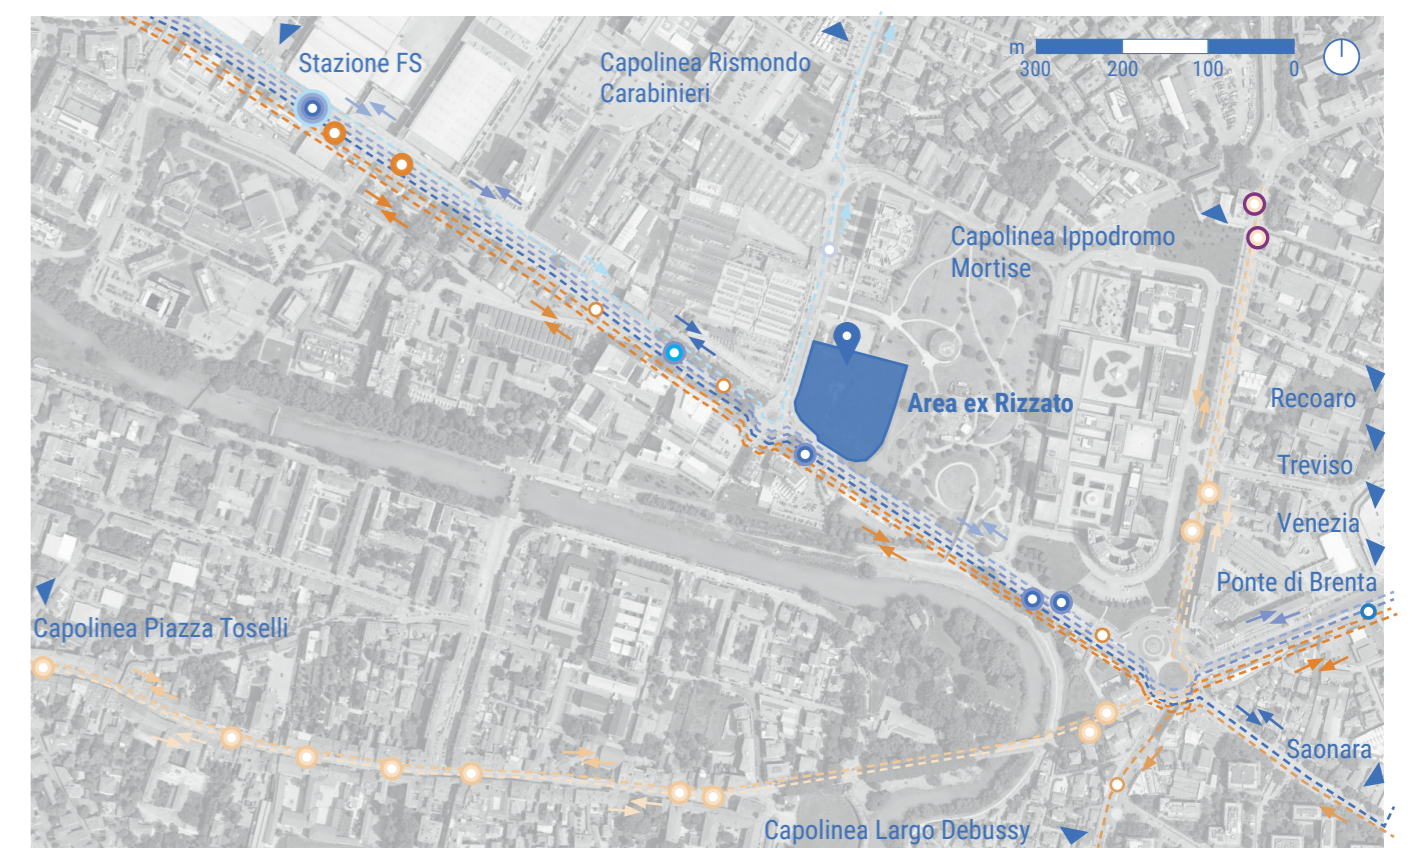 Stazione FS
Capolinea Rismondo
Carabinieri
m
300 200 100 0
Capolinea Ippodromo
Mortise
Recoaro
Area ex Rizzato
Treviso
Venezia
Ponte di Brenta
Capolinea Piazza Toselli
Saonara
Capolinea Largo Debussy